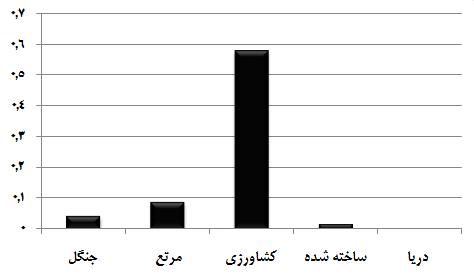 ۰,۷
۰,۶
۰,۵
۰,۴
۰,۳
۰,۲
۰,۱
۰
جنگل
مرتع
کشاورزی
ساخته شده
دریا